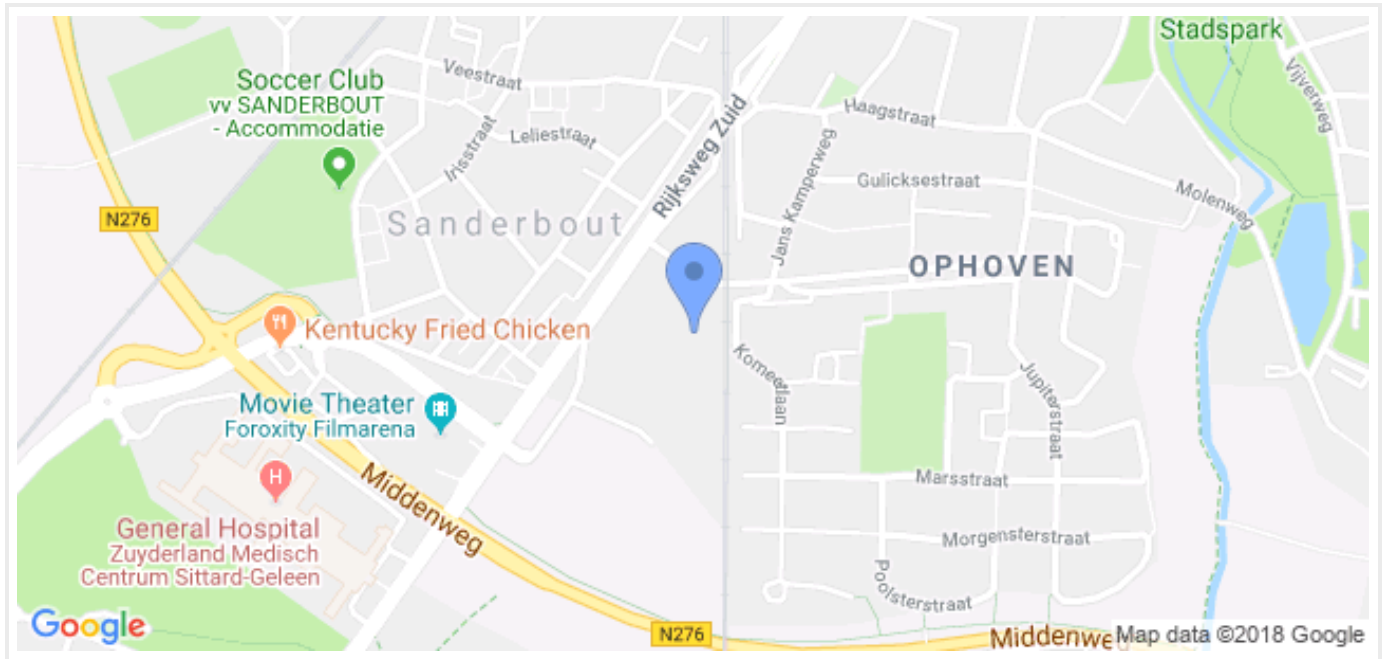 Stadspark
Vijverweg
Soccer Club
vv SANDERBOUT
- Accommodatie
Veestraat
Leliestraat
Irisstraat
Rijksweg Zuid
Haagstraat
Jans Kamperweg
Gulicksestraat
Molenweg
N276
Sanderbout
OPHOVEN
Kentucky Fried Chicken
Komeetlaan
Jupiterstraat
Movie Theater
Foroxity Filmarena
Marsstraat
Middenweg
General Hospital
Zuyderland Medisch
Centrum Sittard-Geleen
Morgensterstraat
Poolsterstraat
H
Google
N276
Middenwe
Map data ©2018 Google